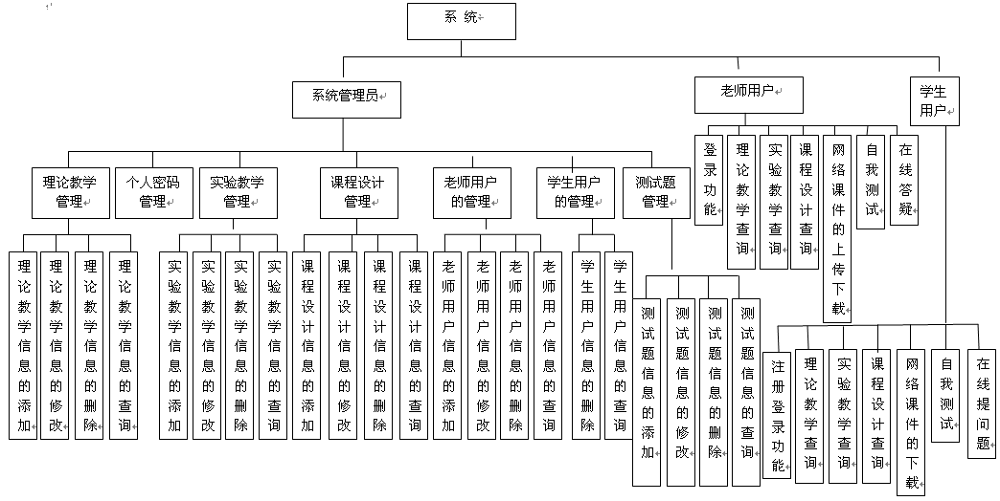 系 统
系统管理员
老师用户
学生
用户
理论教学
管理
个人密码
管理
实验教学
管理
课程设计
管理
老师用户
的管理
学生用户
的管理
测试题
管理
登录功能
理论教学查询
实验教学查询
课程设计查询
网络课件的上传下载
自我测试
在线答疑
理论教学信息的添加
理论教学信息的修改
理论教学信息的删除
理论教学信息的查询
实验教学信息的添加
实验教学信息的修改
实验教学信息的删除
实验教学信息的查询
课程设计信息的添加
课程设计信息的修改
课程设计信息的删除
课程设计信息的查询
老师用户信息的添加
老师用户信息的修改
老师用户信息的删除
老师用户信息的查询
学生用户信息的删除
学生用户信息的查询
测试题信息的添加
测试题信息的修改
测试题信息的删除
测试题信息的查询
注册登录功能
理论教学查询
实验教学查询
课程设计查询
网络课件的下载
自我测试
在线提问题